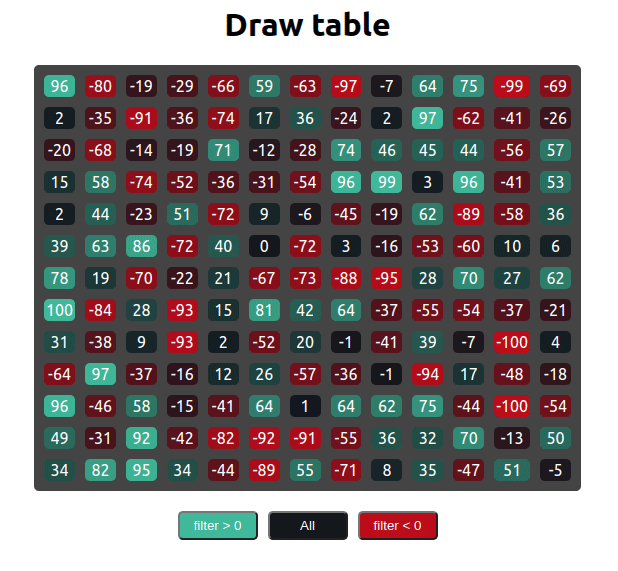 Draw table
96 -80 -19 -29 -66 59 -63 -97 -7 64 75 -99 -69
2 -35 -91 -36 -74 17 36 -24 2 97 -62 -41 -26
-20 -68 -14 -19 71 -12 -28 74 46 45 44 -56 57
15 58 -74 -52 -36 -31 -54 96 99 3 96 -41 53
2 44 -23 51 -72 9 -6 -45 -19 62 -89 -58 36
39 63 86 -72 40 0 -72 3 -16 -53 -60 10 6
78 19 -70 -22 21 -67 -73 -88 -95 28 70 27 62
100 -84 28 -93 15 81 42 64 -37 -55 -54 -37 -21
31 -38 9 -93 2 -52 20 -1 -41 39 -7 -100 4
-64 97 -37 -16 12 26 -57 -36 -1 -94 17 -48 -18
96 -46 58 -15 -41 64 1 64 62 75 -44 -100 -54
49 -31 92 -42 -82 -92 -91 -55 36 32 70 -13 50
34 82 95 34 -44 -89 55 -71 8 35 -47 51 -5
filter > 0 All filter < 0